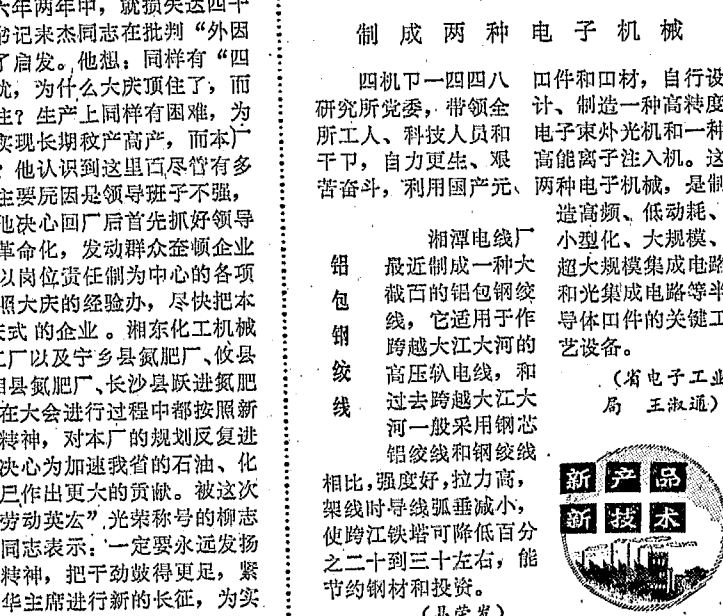 六年两年中，就损失达四十
书记来杰同志在批判“外因
了启发。他想：同样有“四
扰，为什么大庆顶住了，而
？生产上同样有困难，为
实现长期秐产高产，而本厂
他认识到这里百尽管有多
主要原因是领导班子不强，
他决心回厂后首先抓好领导
革命化，发动群众整顿企业
以岗位责任制为中心的各项
照大庆的经验办，尽快把本
庆式的企业。湘东化工机械
工厂以及宁乡县氮肥厂、攸县
县氮肥厂、长沙县跃进氮肥
在大会进行过程中都按照新
精神，对本厂的规划反复进
决心为加速我省的石油、化
作出更大的贡献。被这次
劳动英厷”光荣称号的柳志
同志表示：一定要永远发扬
精神，把干劲鼓得更足，紧
华主席进行新的长征，为实
制成两种电子机械
四机卩一四四八
研究所党委，带领全
所工人、科技人员和
干卩，自力更生、艰
苦奋斗，利用国产元、
口件和口材，自行设
计、制造一种高精度
电子束外光机和一种
高能离子注入机。这
两种电子机械，是制
造高频、低动耗、
小型化、大规模、
超大规模集成电路
和光集成电路等半
导体口件的关键工
艺设备。
（省电子工业
局 王淑通）
铝包钢绞线
湘潭电线厂
最近制成一种大
截百的铝包钢绞
线，它适用于作
跨越大江大河的
高压轪电线，和
过去跨越大江大
河一般采用钢芯
铝绞线和钢绞线
相比，强度好，拉力高，
架线时导线弧垂减小，
使跨江铁塔可降低百分
之二十到三十左右，能
节约钢材和投资。
新产品
新技术